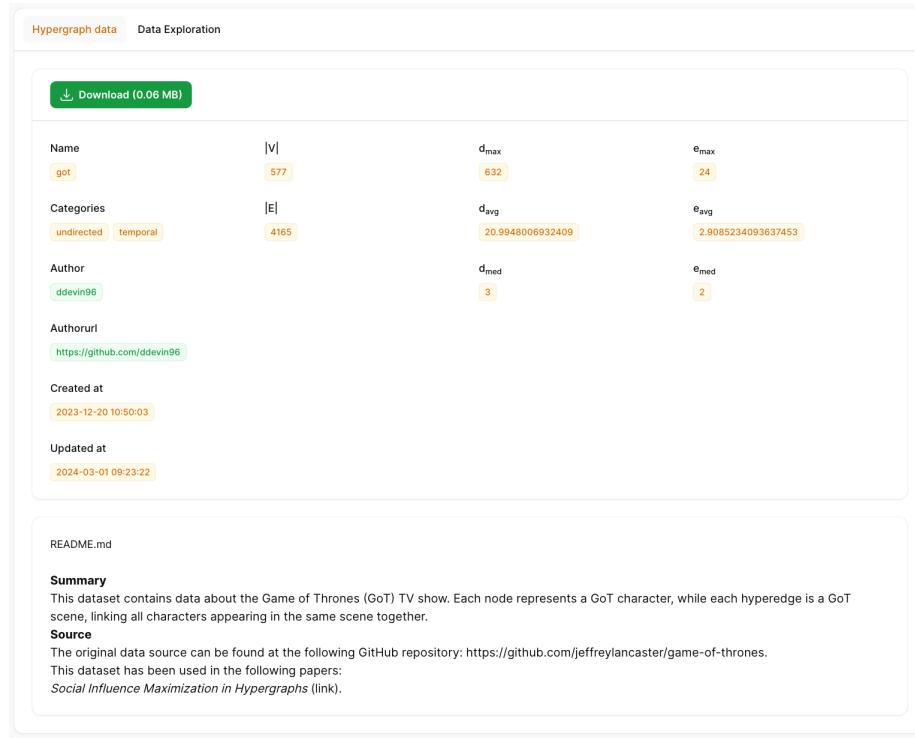 Hypergraph data Data Exploration
Download (0.06 MB)
Name |V| dmax emax
got 577 632 24
Categories |E| davg eavg
undirected temporal 4165 20.9948006932409 2.9085234093637453
Author dmed emed
ddevin96 3 2
Authorurl
https://github.com/ddevin96
Created at
2023-12-20 10:50:03
Updated at
2024-03-01 09:23:22
README.md
Summary
This dataset contains data about the Game of Thrones (GoT) TV show. Each node represents a GoT character, while each hyperedge is a GoT
scene, linking all characters appearing in the same scene together.
Source
The original data source can be found at the following GitHub repository: https://github.com/jeffreylancaster/game-of-thrones.
This dataset has been used in the following papers:
Social Influence Maximization in Hypergraphs (link).